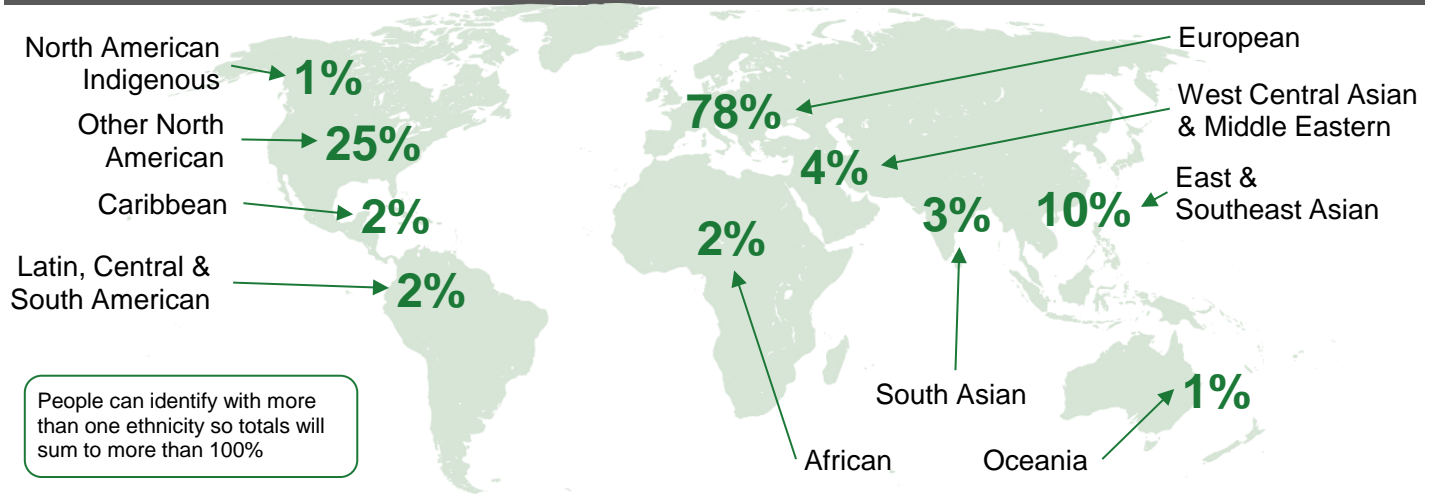 North American
Indigenous
1%
Other North
American
25%
Caribbean
2%
Latin, Central &
South American
2%
European
78%
West Central Asian
& Middle Eastern
4%
East &
Southeast Asian
10%
3%
South Asian
2%
African
1%
Oceania
People can identify with more
than one ethnicity so totals will
sum to more than 100%